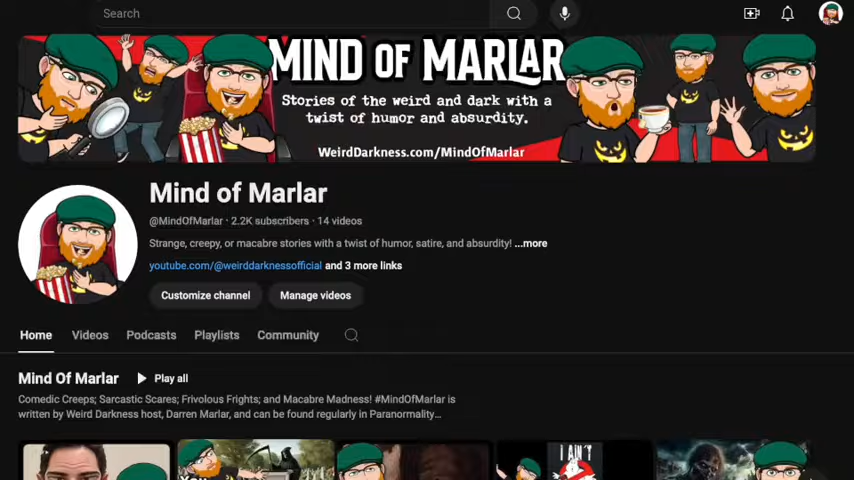 Search
MIND OF MARLAR
Stories of the weird and dark with a
twist of humor and absurdity.
WeirdDarkness.com/MindOfMarlar
Mind of Marlar
@MindOfMarlar · 2.2K subscribers · 14 videos
Strange, creepy, or macabre stories with a twist of humor, satire, and absurdity! ...more
youtube.com/@weirddarknessofficial and 3 more links
Customize channel Manage videos
Home Videos Podcasts Playlists Community
Mind Of Marlar Play all
Comedic Creeps; Sarcastic Scares; Frivolous Frights; and Macabre Madness! #MindOfMarlar is
written by Weird Darkness host, Darren Marlar, and can be found regularly in Paranormality...
I AIN'T
You